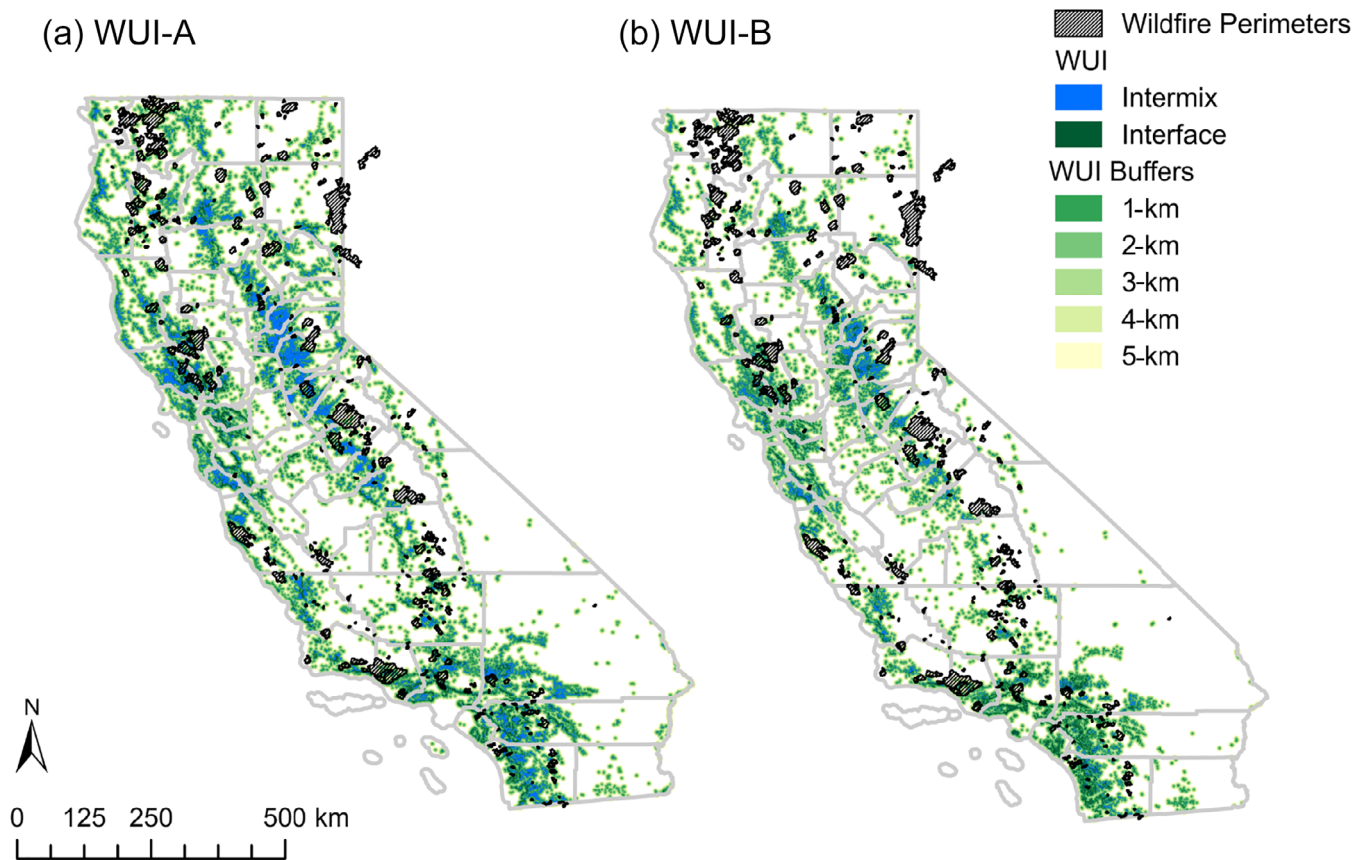 (a) WUI-A
(b) WUI-B
Wildfire Perimeters
WUI
Intermix
Interface
WUI Buffers
1-km
2-km
3-km
4-km
5-km
N
0 125 250 500 km